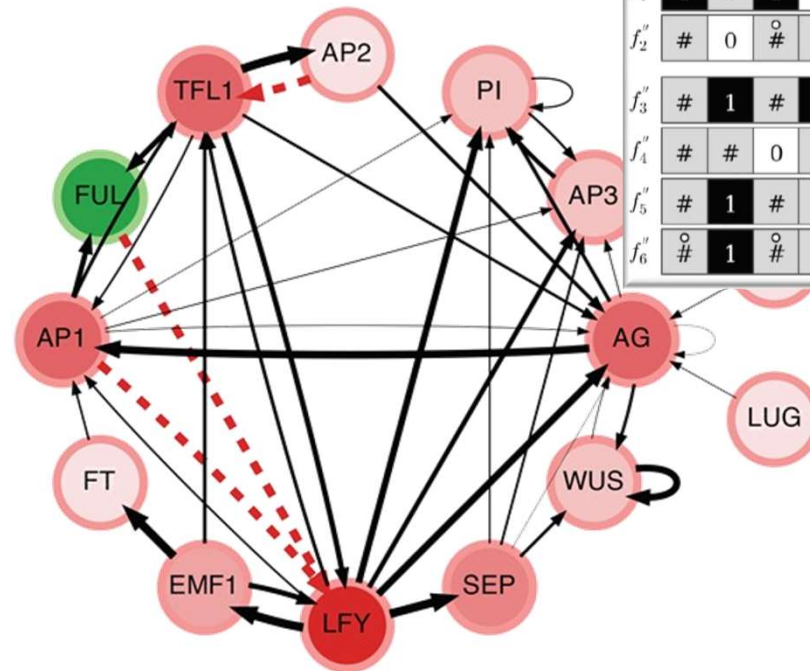 AP2
TFL1
PI
FUL
AP3
AP1
AG
LUG
FT
WUS
EMF1
SEP
LFY
f₂'' # 0 #
f₃'' # 1 #
f₄'' # # 0
f₅'' # 1 #
f₆'' # 1 #